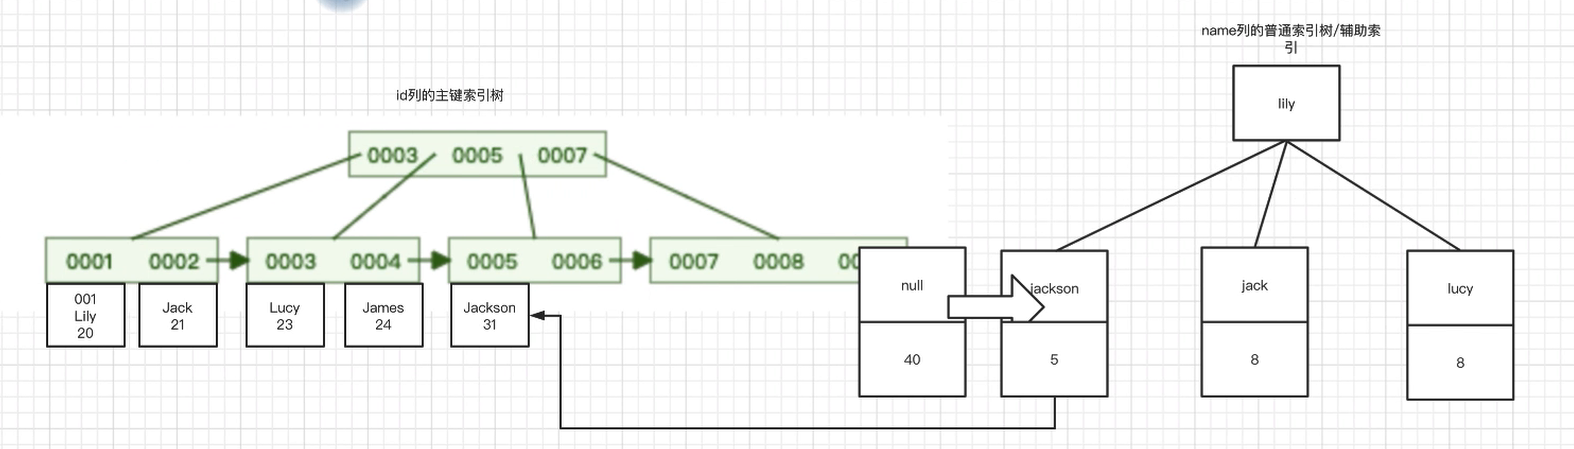 name列的普通索引树/辅助索
引
lily
id列的主键索引树
0003 0005 0007
0001 0002 0003 0004 0005 0006 0007 0008 00
001
Lily
20
Jack
21
Lucy
23
James
24
Jackson
31
null
40
jackson
5
jack
8
lucy
8